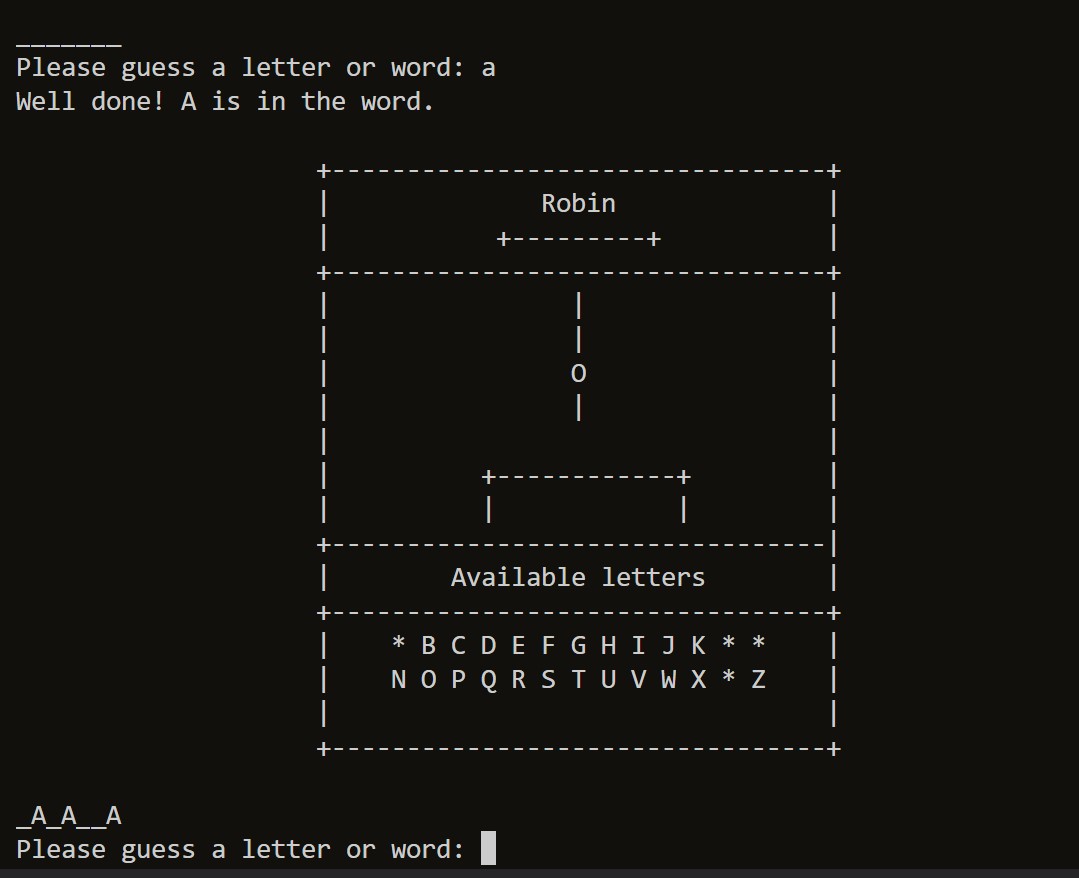 _______
Please guess a letter or word: a
Well done! A is in the word.
+---------------------------------+
|              Robin              |
|           +---------+           |
+---------------------------------+
|                |                |
|                |                |
|                O                |
|                |                |
|                                 |
|          +------------+         |
|          |            |         |
+---------------------------------|
|        Available letters        |
+---------------------------------+
|    * B C D E F G H I J K * *    |
|    N O P Q R S T U V W X * Z    |
|                                 |
+---------------------------------+
_A_A__A
Please guess a letter or word: